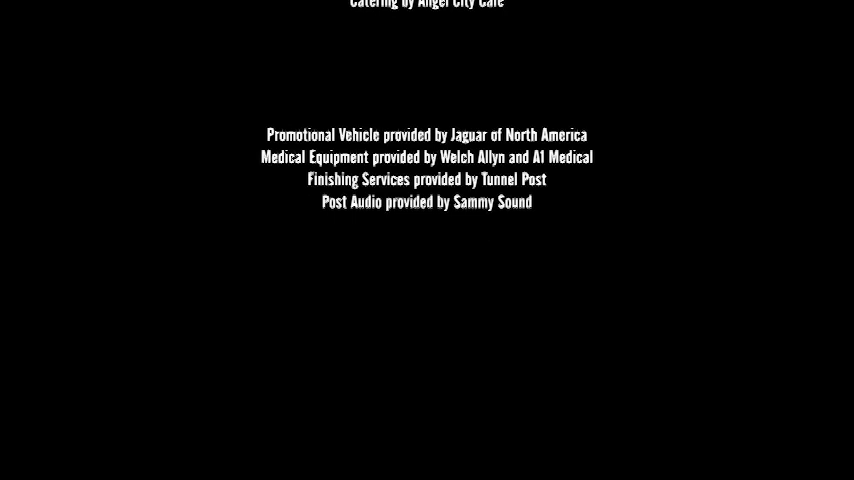 Catering by Angel City Cafe
Promotional Vehicle provided by Jaguar of North America
Medical Equipment provided by Welch Allyn and A1 Medical
Finishing Services provided by Tunnel Post
Post Audio provided by Sammy Sound